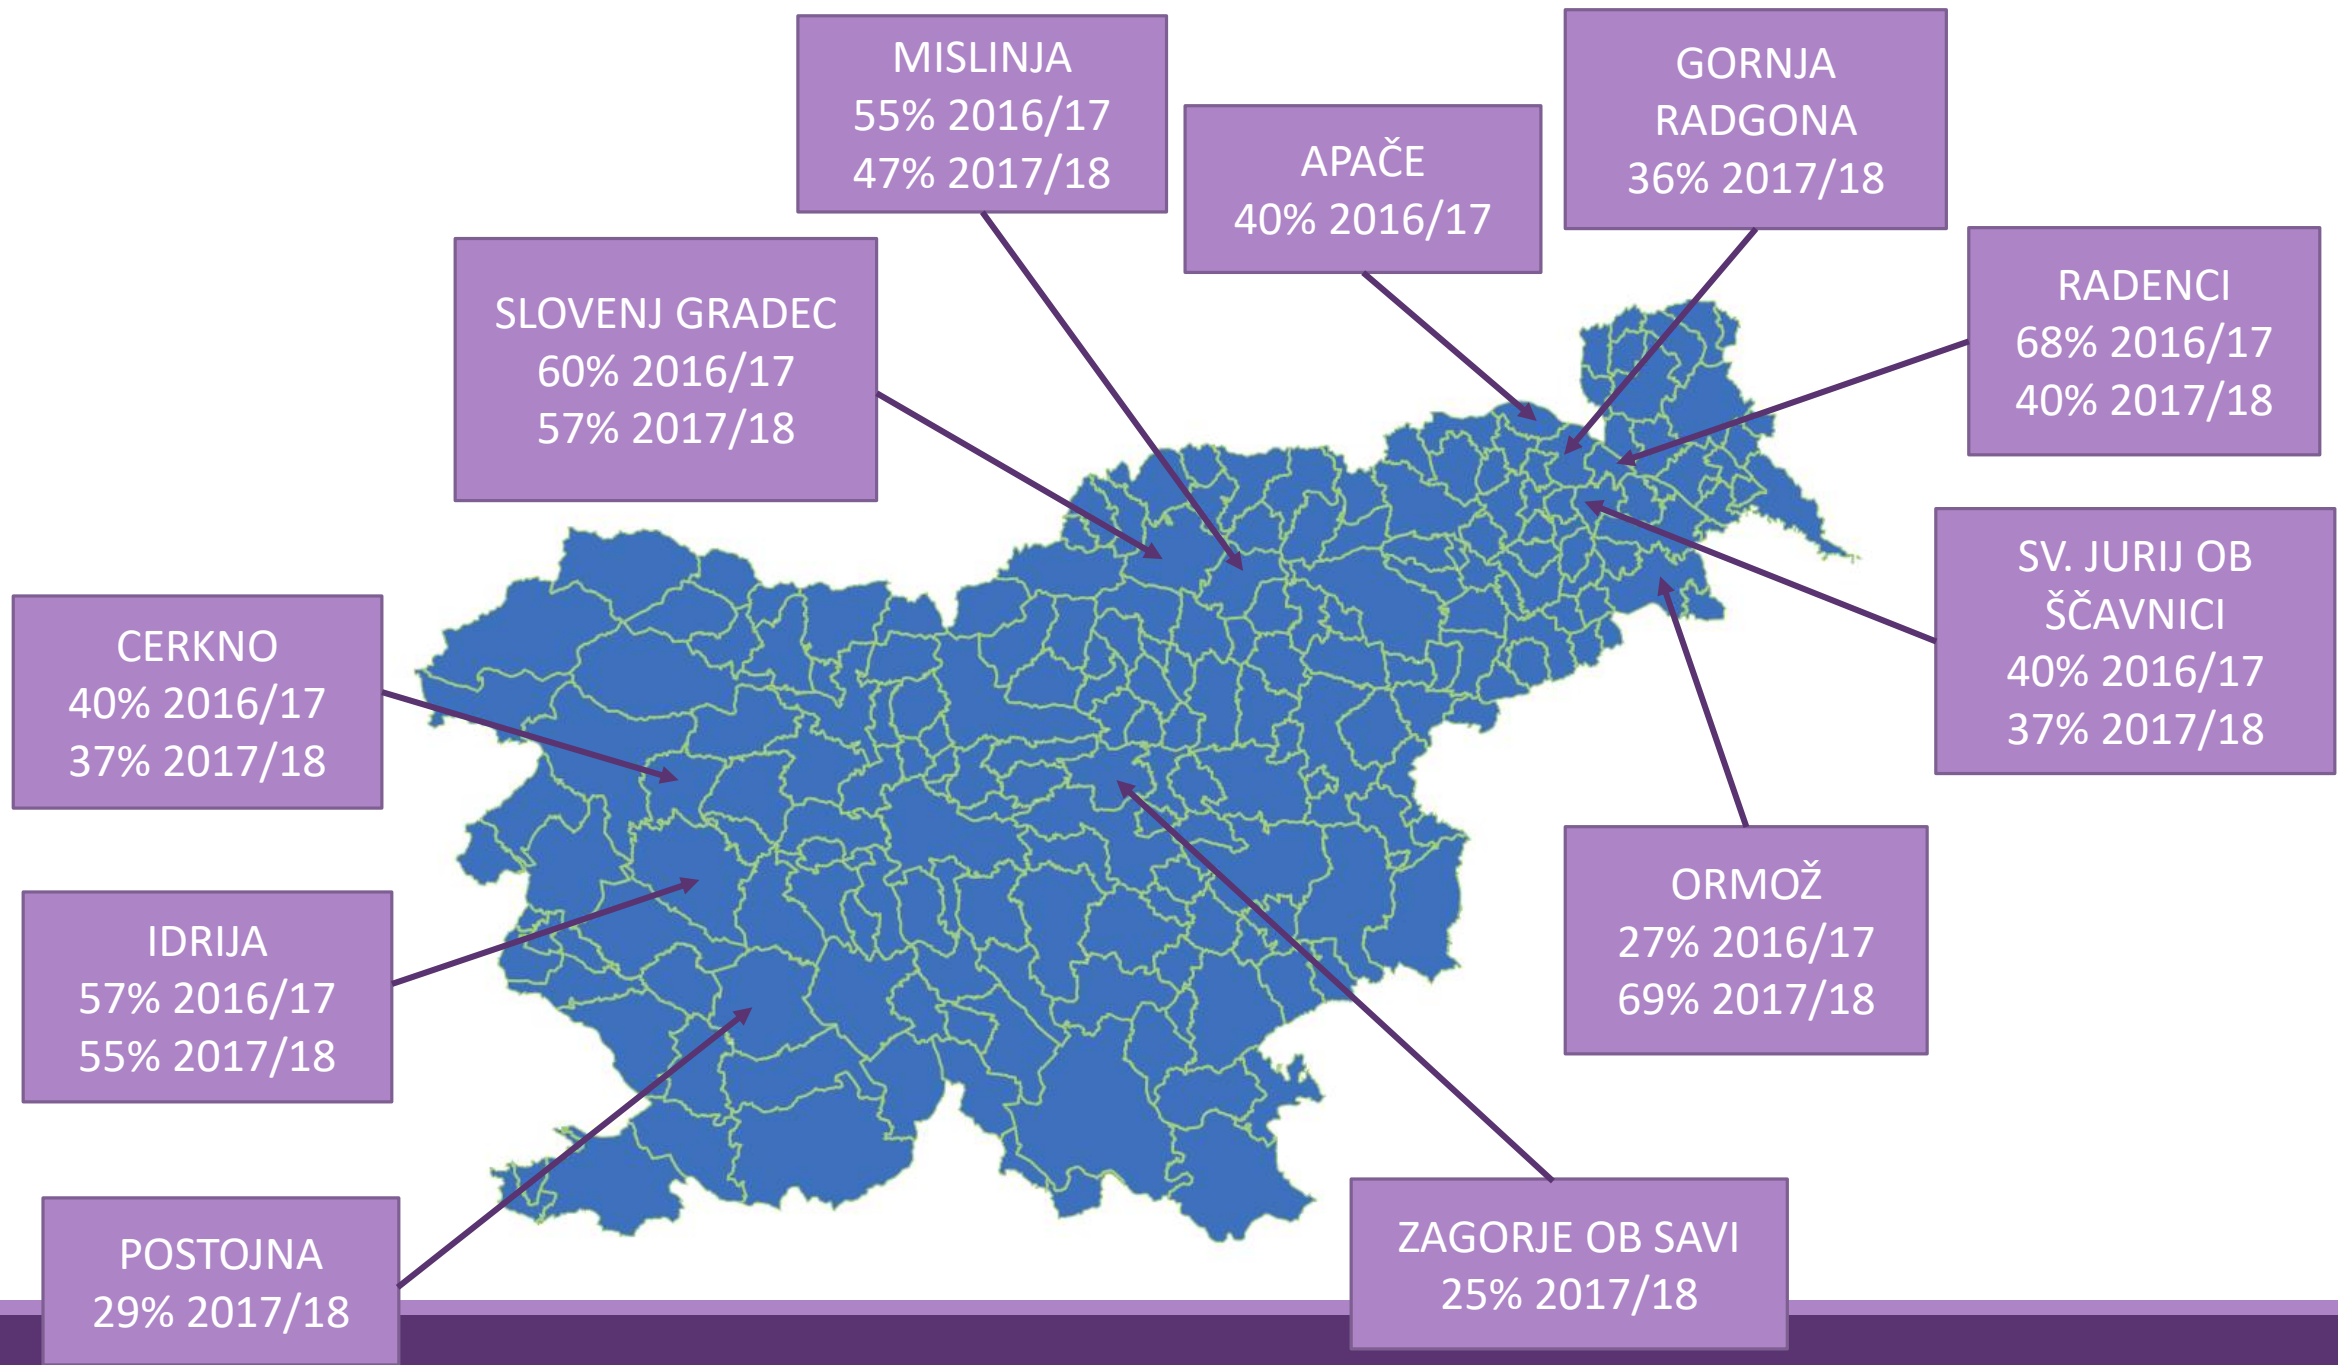 MISLINJA
55% 2016/17
47% 2017/18
GORNJA
RADGONA
36% 2017/18
APAČE
40% 2016/17
SLOVENJ GRADEC
60% 2016/17
57% 2017/18
RADENCI
68% 2016/17
40% 2017/18
SV. JURIJ OB
ŠČAVNICI
40% 2016/17
37% 2017/18
CERKNO
40% 2016/17
37% 2017/18
ORMOŽ
27% 2016/17
69% 2017/18
IDRIJA
57% 2016/17
55% 2017/18
POSTOJNA
29% 2017/18
ZAGORJE OB SAVI
25% 2017/18